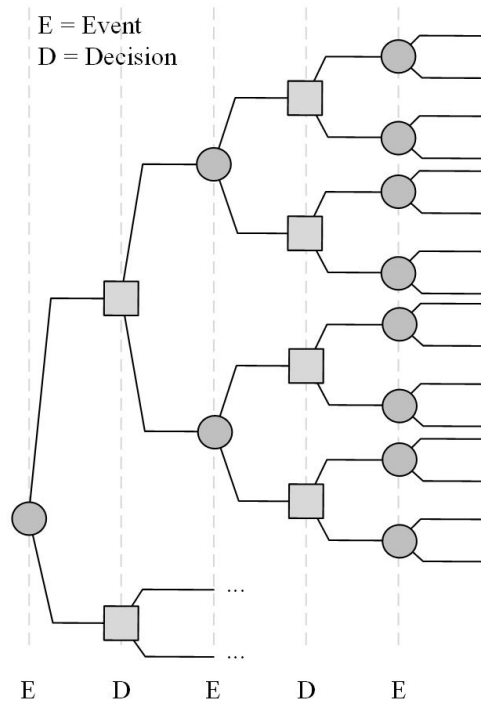 E = Event
D = Decision
...
...
E D E D E